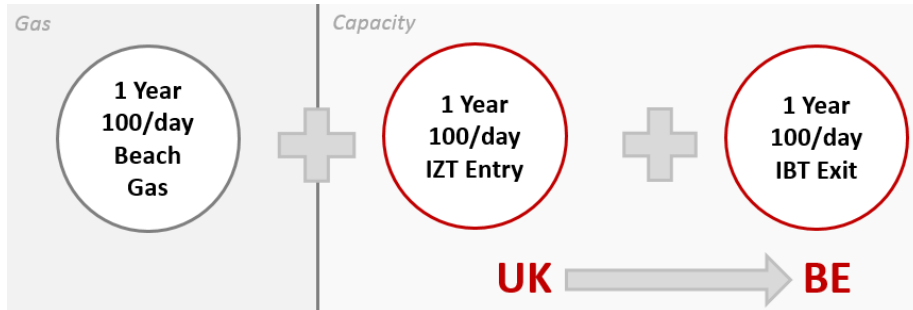 Gas
Capacity
1 Year
100/day
Beach
Gas
1 Year
100/day
IZT Entry
1 Year
100/day
IBT Exit
UK
BE